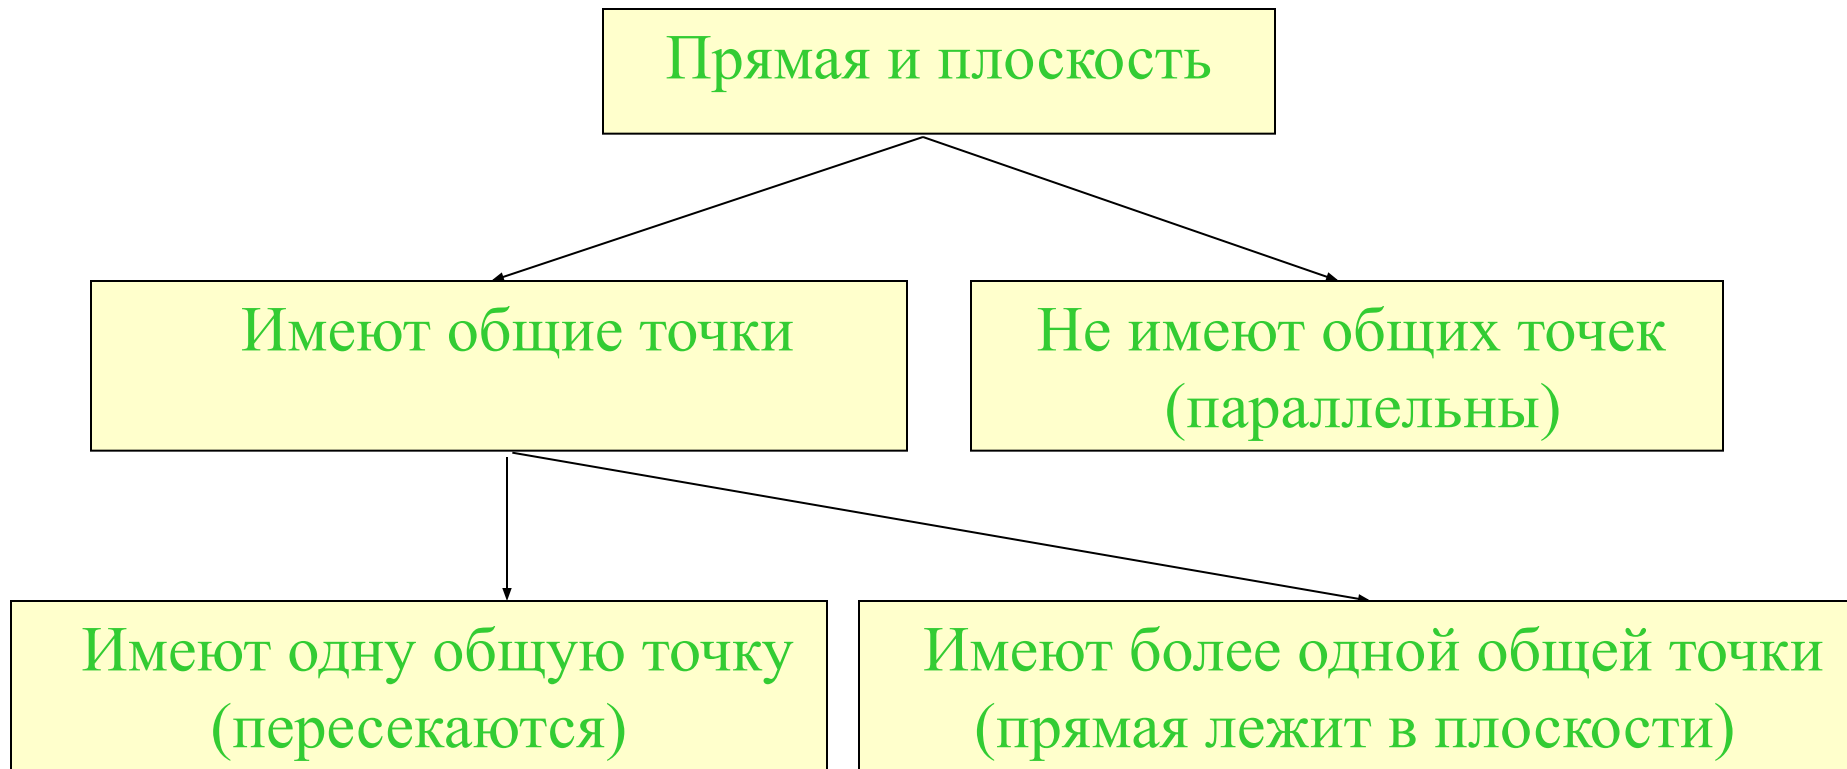 Прямая и плоскость
Имеют общие точки
Не имеют общих точек
(параллельны)
Имеют одну общую точку
(пересекаются)
Имеют более одной общей точки
(прямая лежит в плоскости)